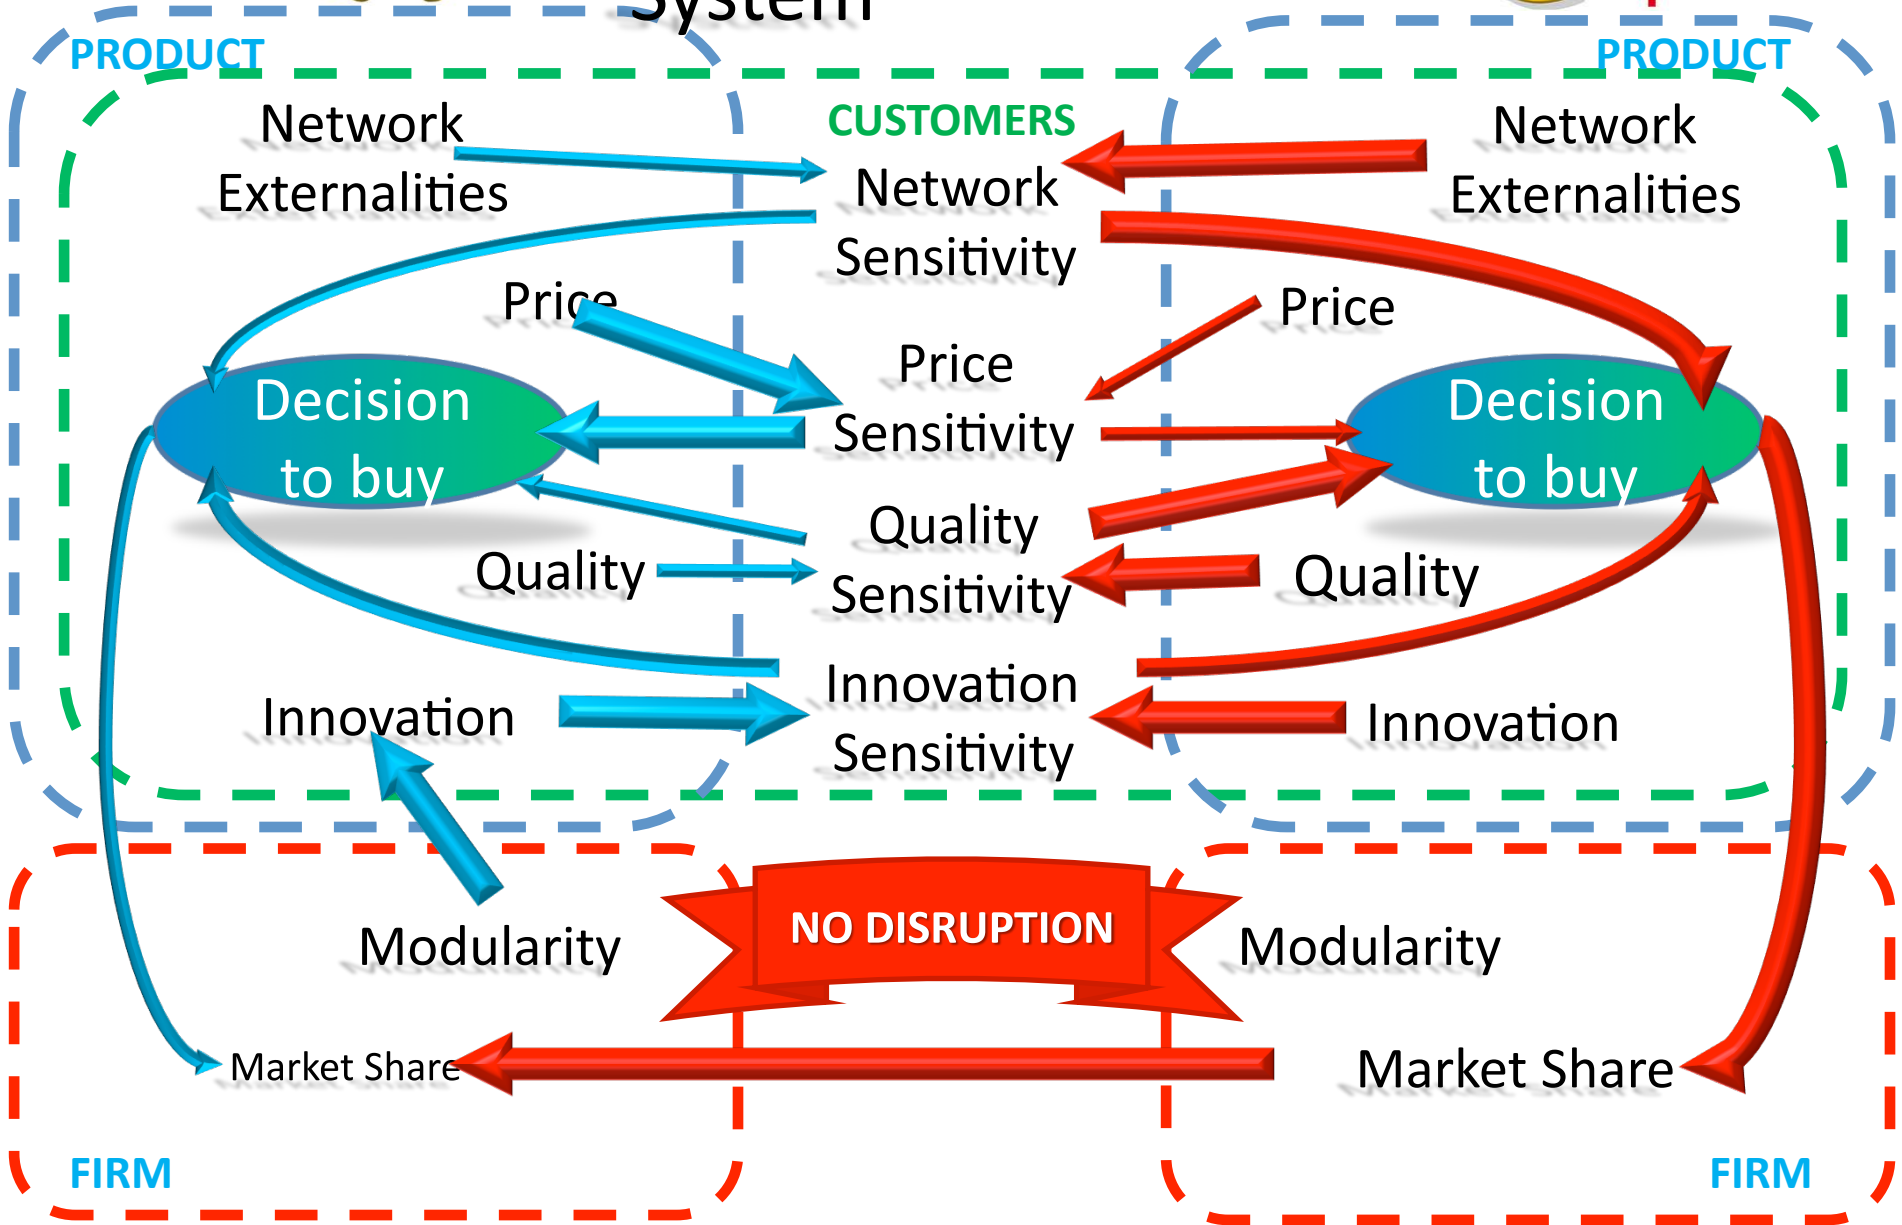 System
PRODUCT
PRODUCT
CUSTOMERS
Network
Externalities
Network
Sensitivity
Network
Externalities
Price
Price
Sensitivity
Price
Decision
to buy
Decision
to buy
Quality
Quality
Sensitivity
Quality
Innovation
Innovation
Sensitivity
Innovation
NO DISRUPTION
Modularity
Modularity
Market Share
Market Share
FIRM
FIRM